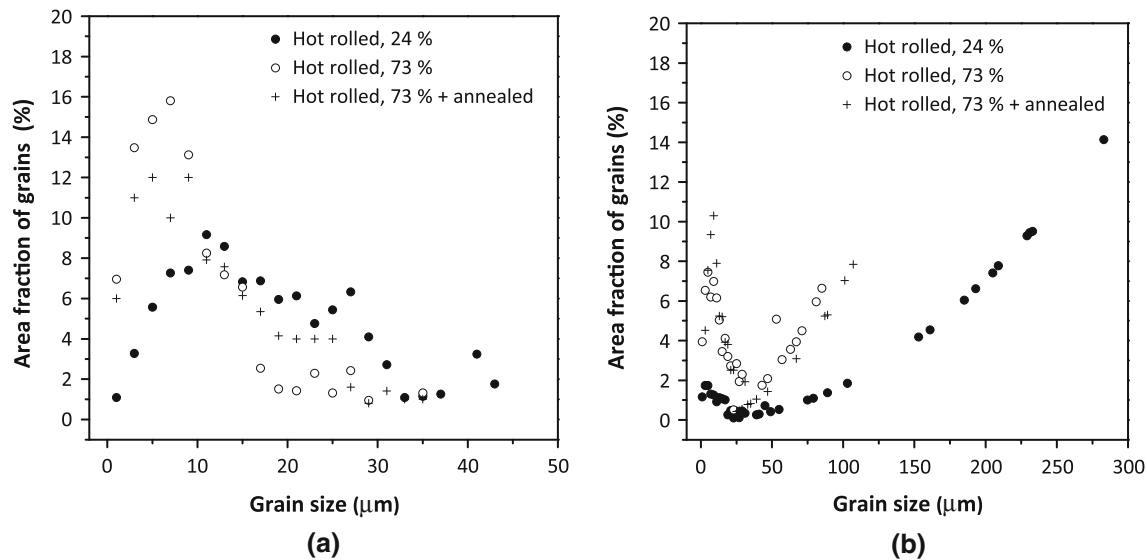 20
18
16
14
12
10
8
6
4
2
0
Area fraction of grains (%)
Hot rolled, 24 %
Hot rolled, 73 %
Hot rolled, 73 % + annealed
0 10 20 30 40 50
Grain size (μm)
(a)
20
18
16
14
12
10
8
6
4
2
0
Area fraction of grains (%)
Hot rolled, 24 %
Hot rolled, 73 %
Hot rolled, 73 % + annealed
0 50 100 150 200 250 300
Grain size (μm)
(b)